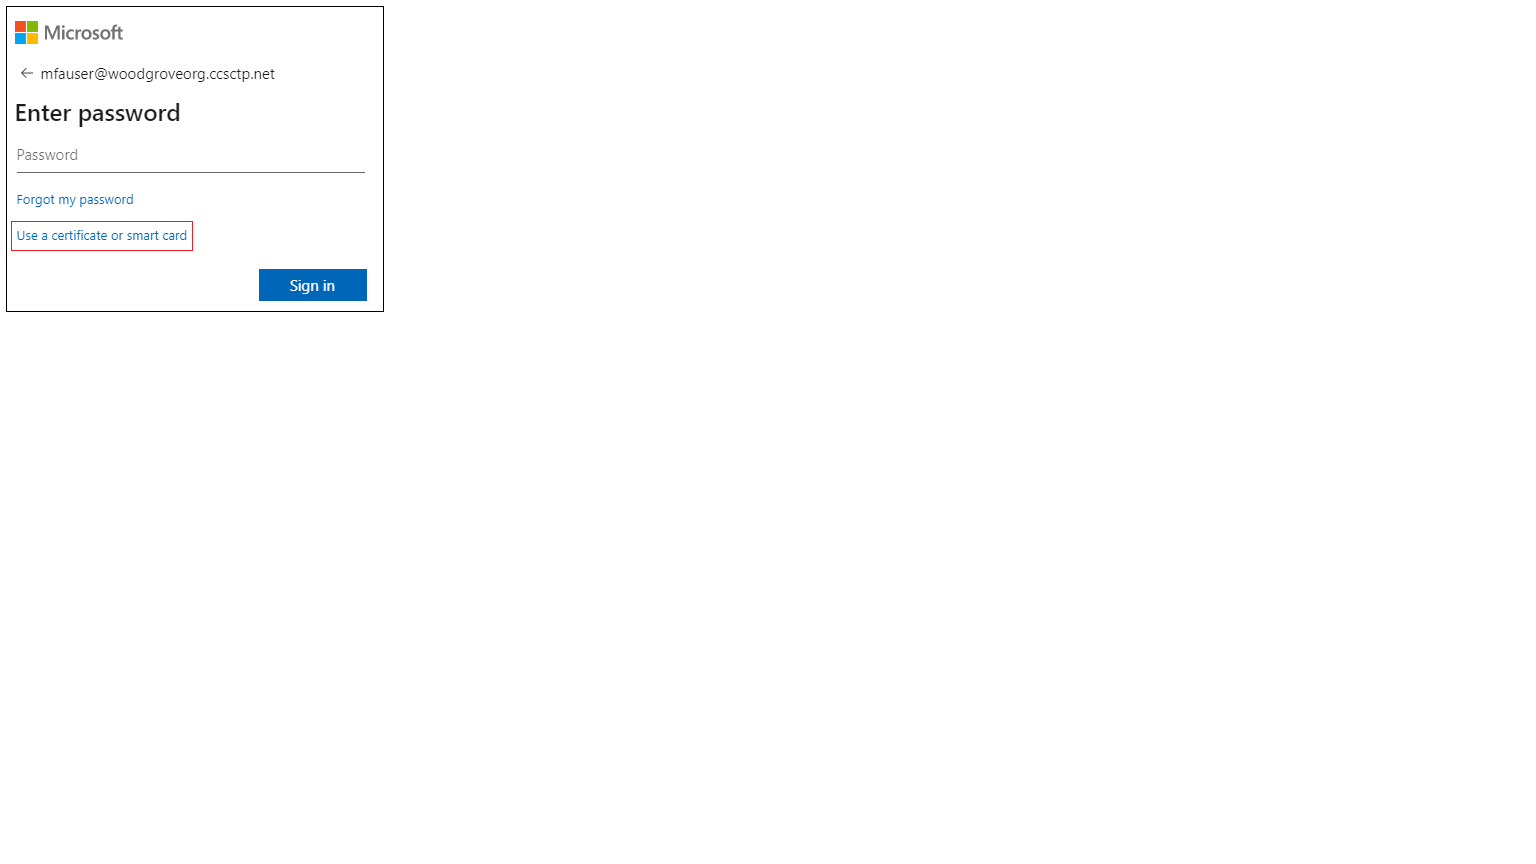 Microsoft
mfauser@woodgroveorg.ccsctp.net
Enter password
Password
Forgot my password
Use a certificate or smart card
Sign in